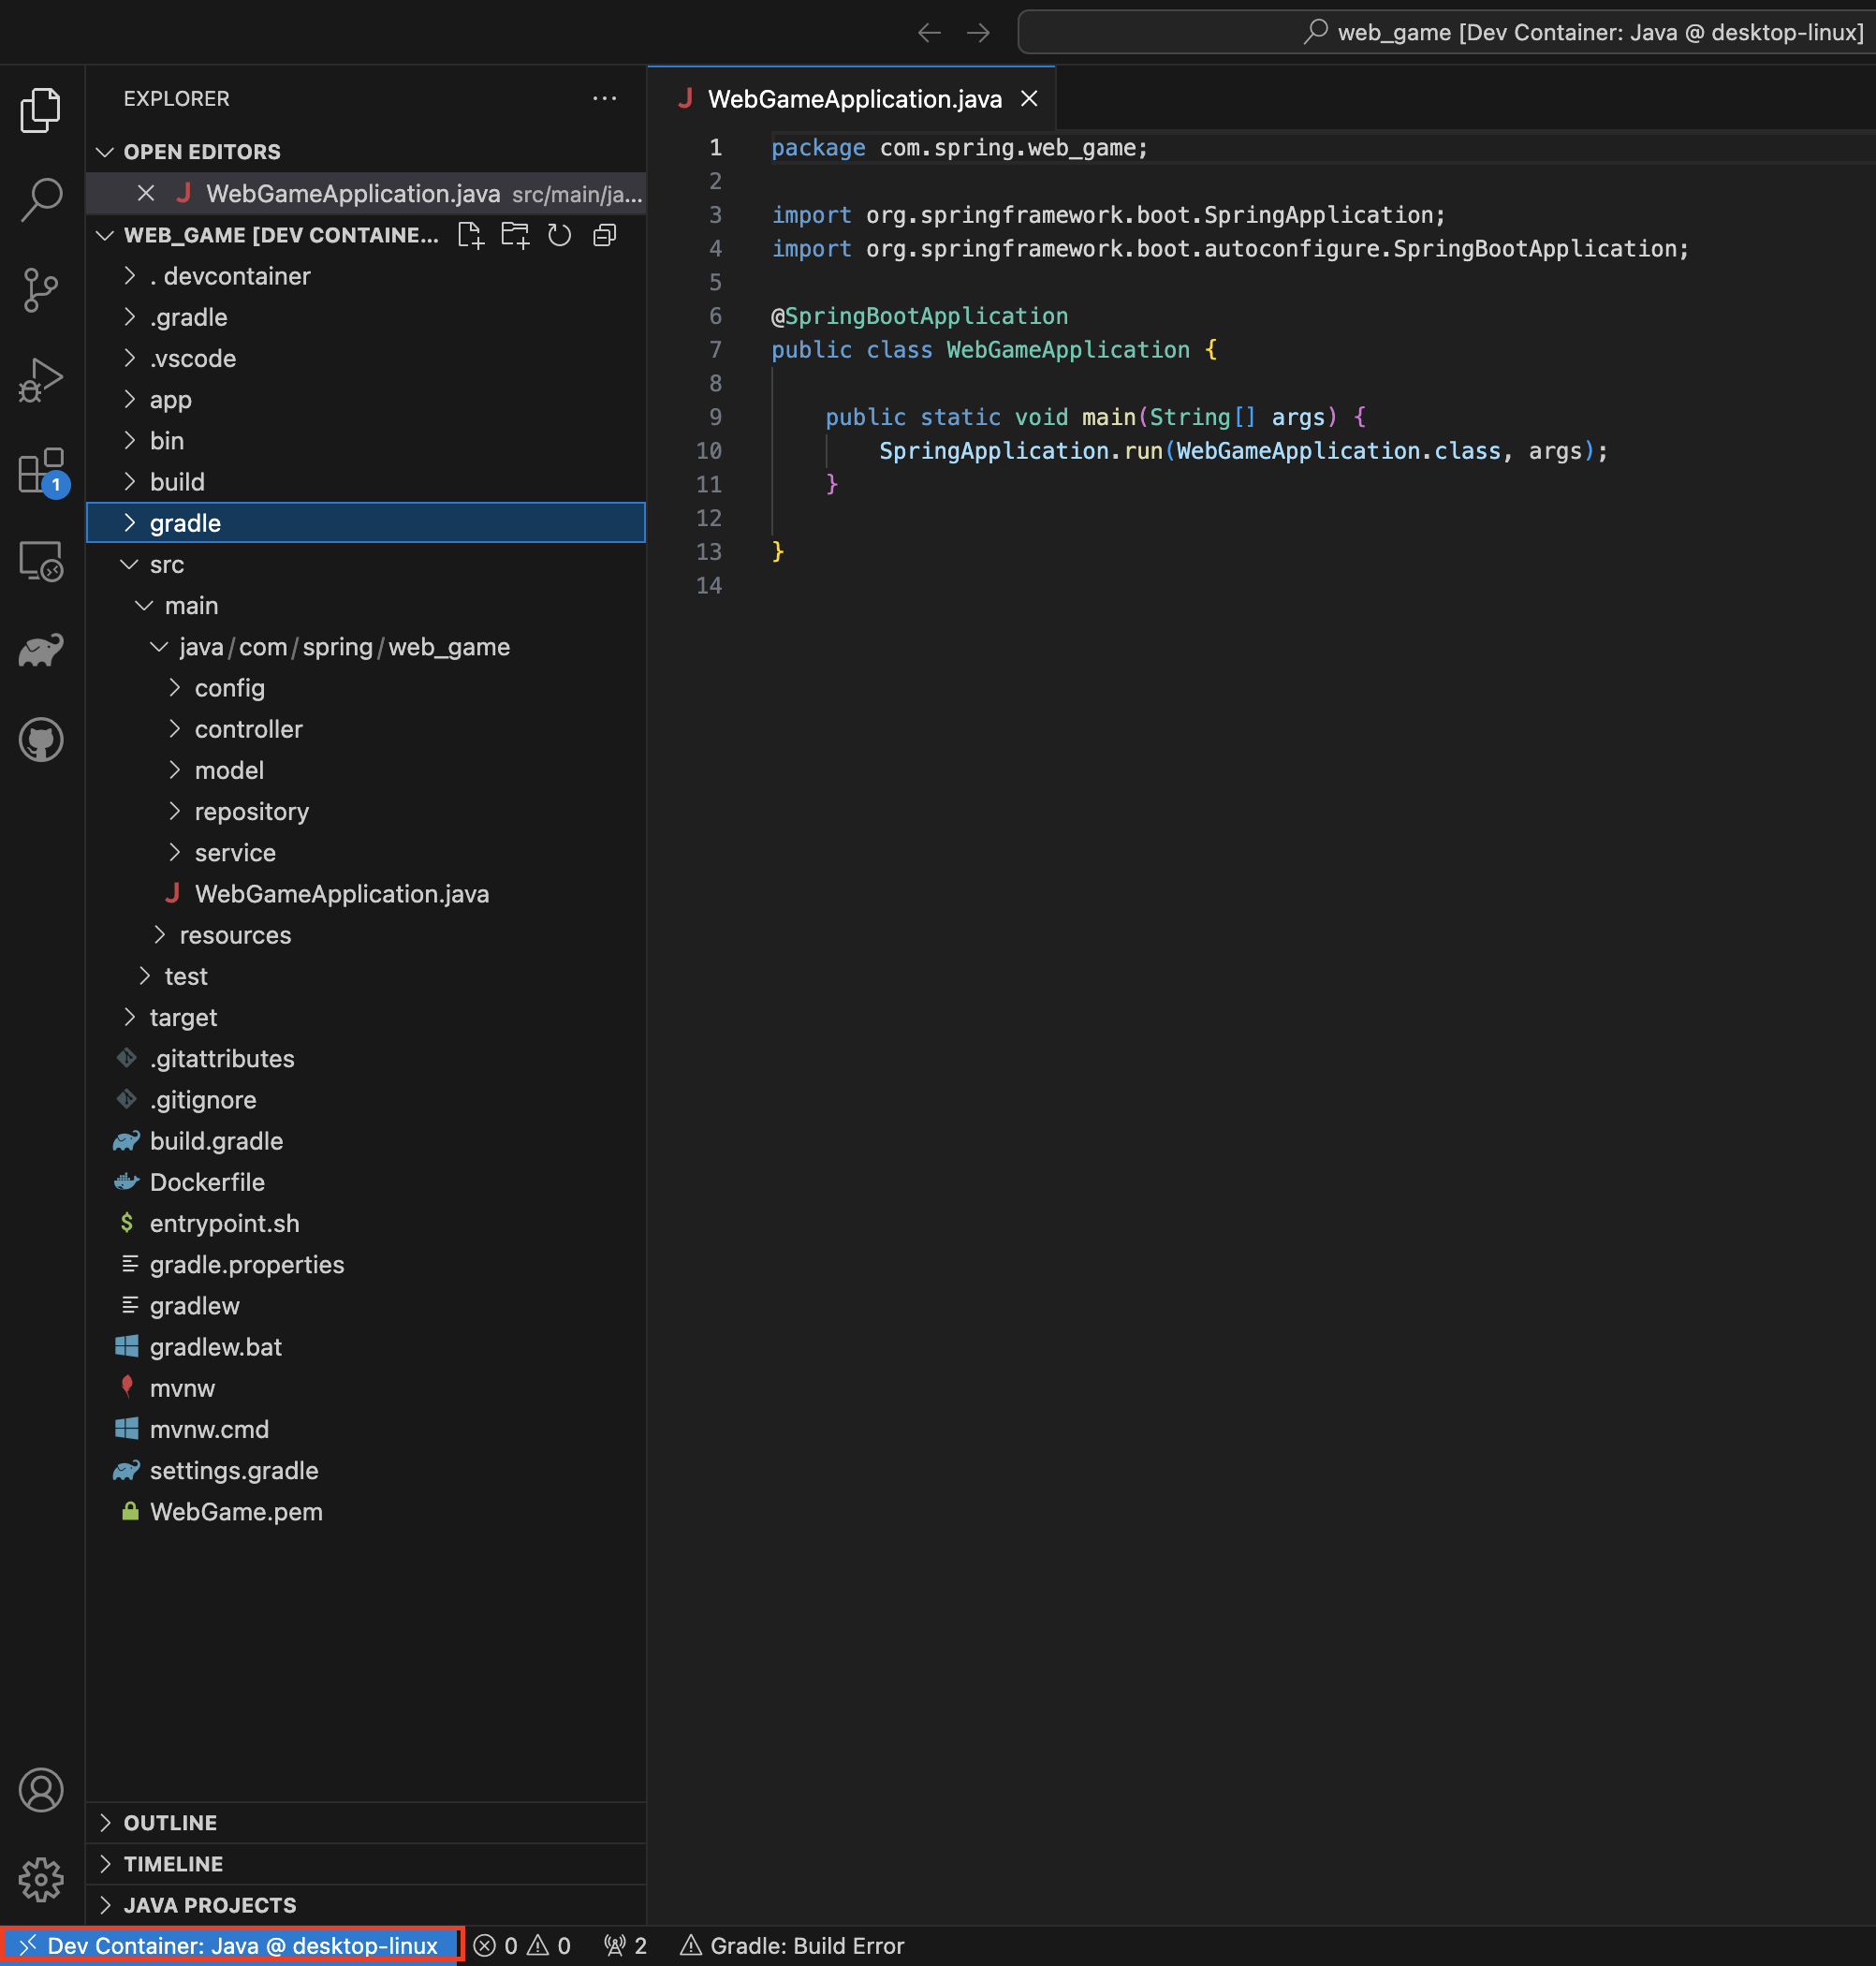 web_game [Dev Container: Java @ desktop-linux]
EXPLORER
OPEN EDITORS
WebGameApplication.java src/main/ja...
WEB_GAME [DEV CONTAINE...
. devcontainer
.gradle
.vscode
app
bin
build
gradle
src
main
java/com/spring/web_game
config
controller
model
repository
service
WebGameApplication.java
resources
test
target
.gitattributes
.gitignore
build.gradle
Dockerfile
$ entrypoint.sh
gradle.properties
gradlew
gradlew.bat
mvnw
mvnw.cmd
settings.gradle
WebGame.pem
OUTLINE
TIMELINE
JAVA PROJECTS
1
J WebGameApplication.java
1 package com.spring.web_game;
2
3 import org.springframework.boot.SpringApplication;
4 import org.springframework.boot.autoconfigure.SpringBootApplication;
5
6 @SpringBootApplication
7 public class WebGameApplication {
8
9 public static void main(String[] args) {
10 SpringApplication.run(WebGameApplication.class, args);
11 }
12
13 }
14
Dev Container: Java @ desktop-linux 0 0 2 Gradle: Build Error